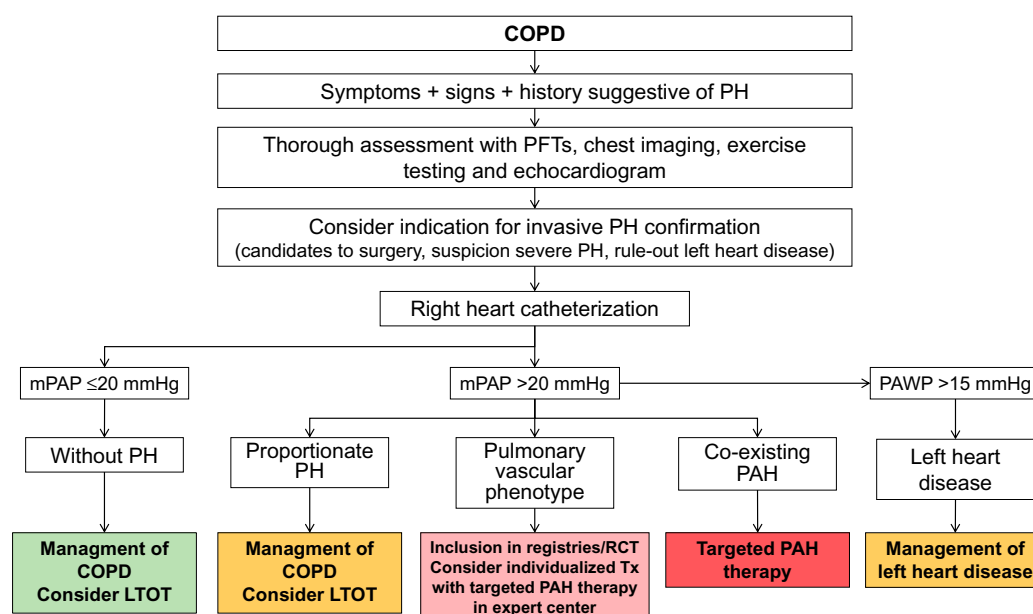 COPD
Symptoms + signs + history suggestive of PH
Thorough assessment with PFTs, chest imaging, exercise
testing and echocardiogram
Consider indication for invasive PH confirmation
(candidates to surgery, suspicion severe PH, rule-out left heart disease)
Right heart catheterization
mPAP ≤20 mmHg
mPAP >20 mmHg
PAWP >15 mmHg
Without PH
Proportionate
PH
Pulmonary
vascular
phenotype
Co-existing
PAH
Left heart
disease
Managment of
COPD
Consider LTOT
Managment of
COPD
Consider LTOT
Inclusion in registries/RCT
Consider individualized Tx
with targeted PAH therapy
in expert center
Targeted PAH
therapy
Management of
left heart disease